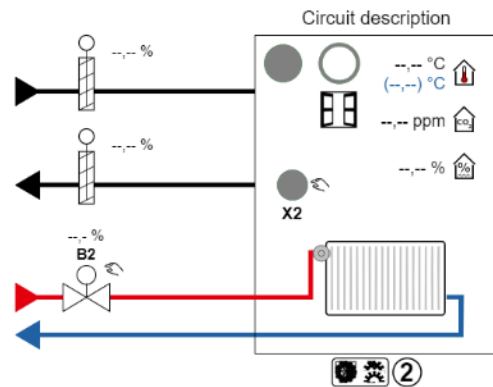 Circuit description
--,-- %
--,-- °C
(--,--) °C
--,-- ppm
CO₂
--,-- %
--,-- %
%
X2
--,- %
B2
2